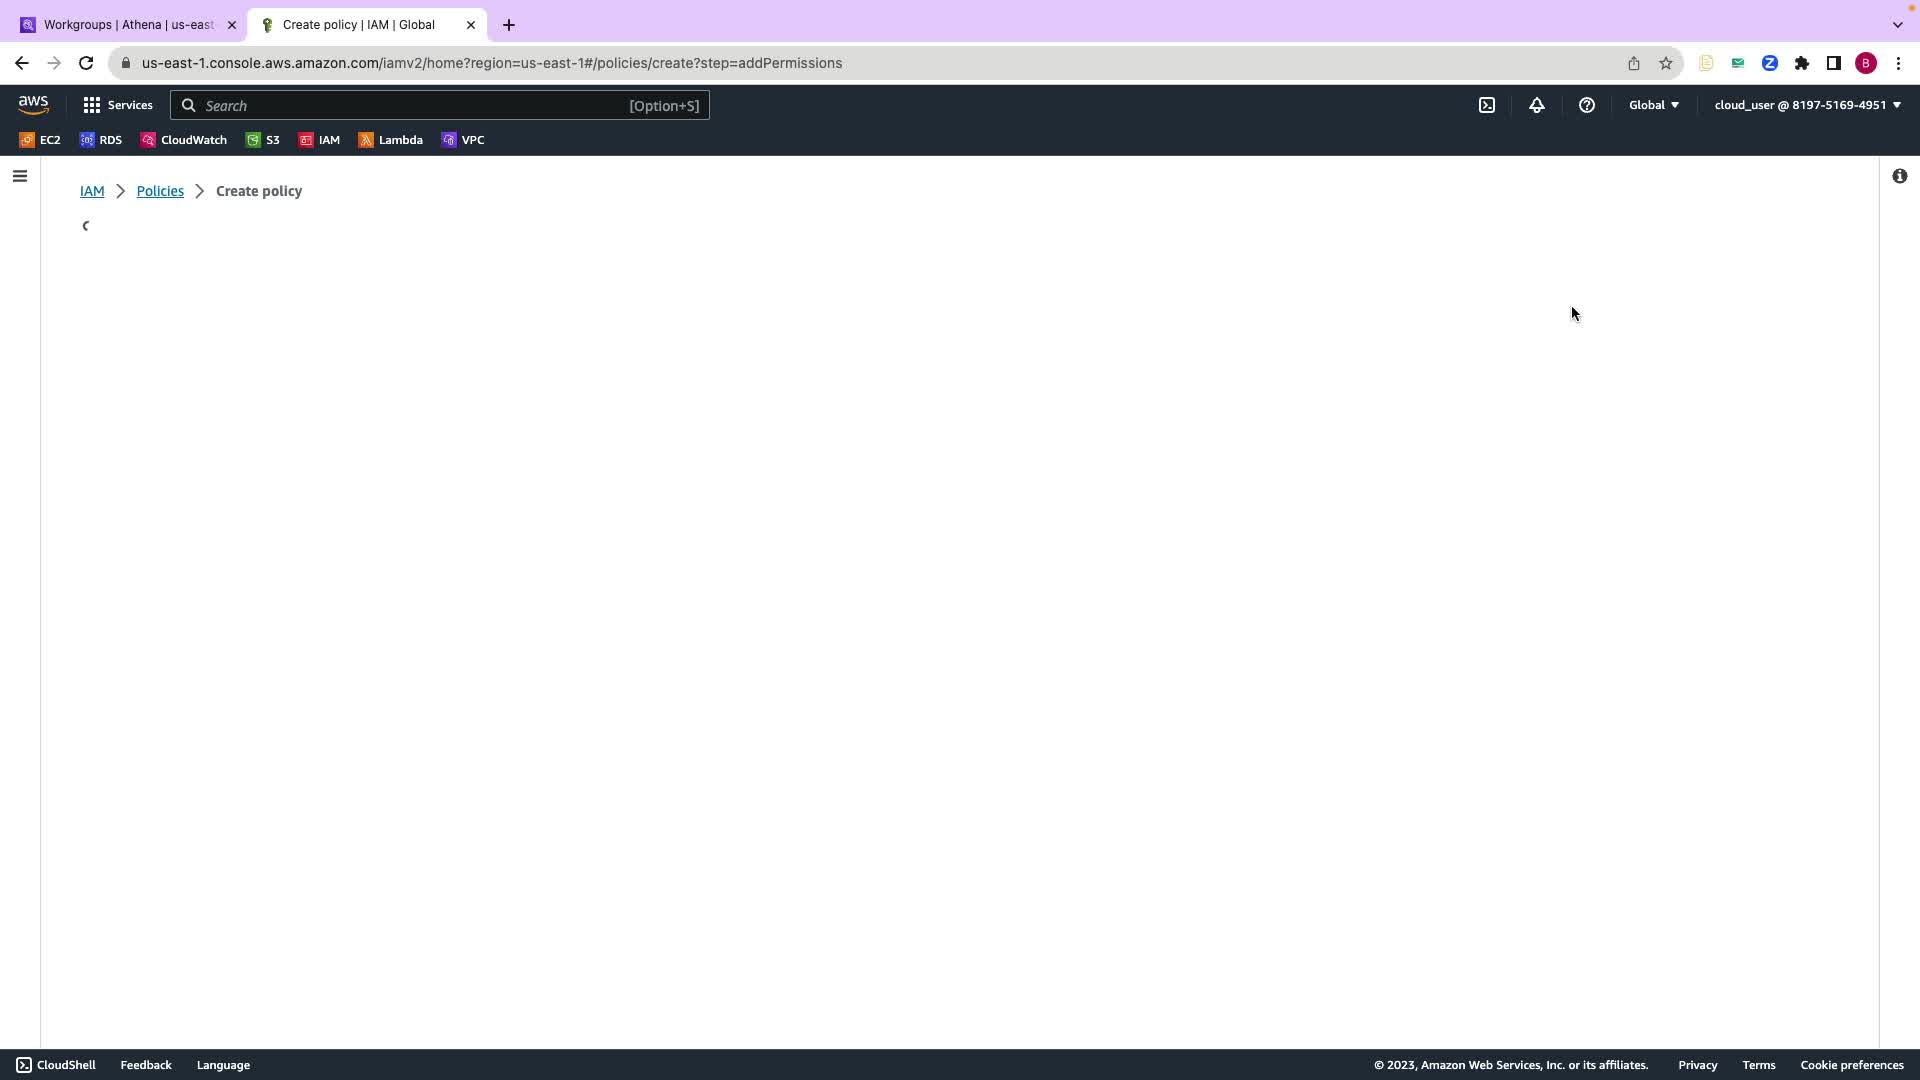 Workgroups | Athena | us-east
Create policy | IAM | Global
us-east-1.console.aws.amazon.com/iamv2/home?region=us-east-1#/policies/create?step=addPermissions
B
aws
Services
Search
[Option+S]
Global
cloud_user @ 8197-5169-4951
EC2
RDS
CloudWatch
S3
IAM
Lambda
VPC
IAM
Policies
Create policy
CloudShell
Feedback
Language
© 2023, Amazon Web Services, Inc. or its affiliates.
Privacy
Terms
Cookie preferences